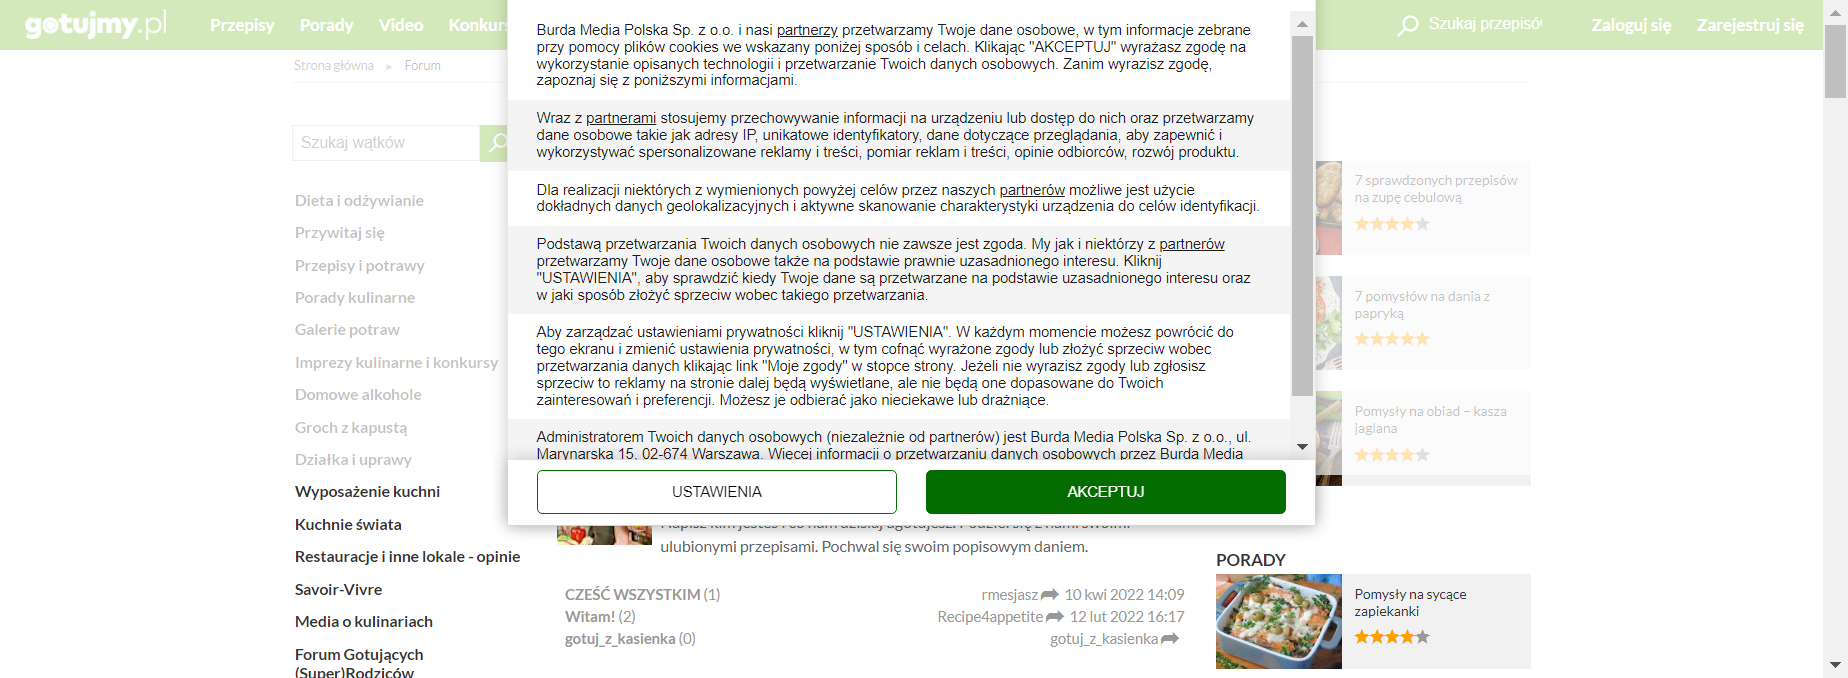 gotujmy.pl
Przepisy
Porady
Video
Szukaj przepisów
Zaloguj się
Zarejestruj się
Strona główna
Forum
Szukaj wątków
Dieta i odżywianie
Przywitaj się
Przepisy i potrawy
Porady kulinarne
Galerie potraw
Imprezy kulinarne i konkursy
Domowe alkohole
Groch z kapustą
Działka i uprawy
Wyposażenie kuchni
Kuchnie świata
Restauracje i inne lokale - opinie
Savoir-Vivre
Media o kulinariach
Forum Gotujących
(Super)Rodziców
Burda Media Polska Sp. z o.o. i nasi partnerzy przetwarzamy Twoje dane osobowe, w tym informacje zebrane
przy pomocy plików cookies we wskazany poniżej sposób i celach. Klikając "AKCEPTUJ" wyrażasz zgodę na
wykorzystanie opisanych technologii i przetwarzanie Twoich danych osobowych. Zanim wyrazisz zgodę,
zapoznaj się z poniższymi informacjami.
Wraz z partnerami stosujemy przechowywanie informacji na urządzeniu lub dostęp do nich oraz przetwarzamy
dane osobowe takie jak adresy IP, unikatowe identyfikatory, dane dotyczące przeglądania, aby zapewnić i
wykorzystywać spersonalizowane reklamy i treści, pomiar reklam i treści, opinie odbiorców, rozwój produktu.
Dla realizacji niektórych z wymienionych powyżej celów przez naszych partnerów możliwe jest użycie
dokładnych danych geolokalizacyjnych i aktywne skanowanie charakterystyki urządzenia do celów identyfikacji.
Podstawą przetwarzania Twoich danych osobowych nie zawsze jest zgoda. My jak i niektórzy z partnerów
przetwarzamy Twoje dane osobowe także na podstawie prawnie uzasadnionego interesu. Kliknij
"USTAWIENIA", aby sprawdzić kiedy Twoje dane są przetwarzane na podstawie uzasadnionego interesu oraz
w jaki sposób złożyć sprzeciw wobec takiego przetwarzania.
Aby zarządzać ustawieniami prywatności kliknij "USTAWIENIA". W każdym momencie możesz powrócić do
tego ekranu i zmienić ustawienia prywatności, w tym cofnąć wyrażone zgody lub złożyć sprzeciw wobec
przetwarzania danych klikając link "Moje zgody" w stopce strony. Jeżeli nie wyrazisz zgody lub zgłosisz
sprzeciw to reklamy na stronie dalej będą wyświetlane, ale nie będą one dopasowane do Twoich
zainteresowań i preferencji. Możesz je odbierać jako nieciekawe lub drażniące.
Administratorem Twoich danych osobowych (niezależnie od partnerów) jest Burda Media Polska Sp. z o.o., ul.
Marynarska 15, 02-674 Warszawa. Więcej informacji o przetwarzaniu danych osobowych przez Burda Media
USTAWIENIA
AKCEPTUJ
Napisz kim jesteś i co nam dzisiaj ugotujesz. Podziel się z nami swoimi
ulubionymi przepisami. Pochwal się swoim popisowym daniem.
CZEŚĆ WSZYSTKIM (1) rmesjasz 10 kwi 2022 14:09
Witam! (2) Recipe4appetite 12 lut 2022 16:17
gotuj_z_kasienka (0) gotuj_z_kasienka
7 sprawdzonych przepisów
na zupę cebulową
7 pomysłów na dania z
papryką
Pomysły na obiad – kasza
jaglana
PORADY
Pomysły na sycące
zapiekanki